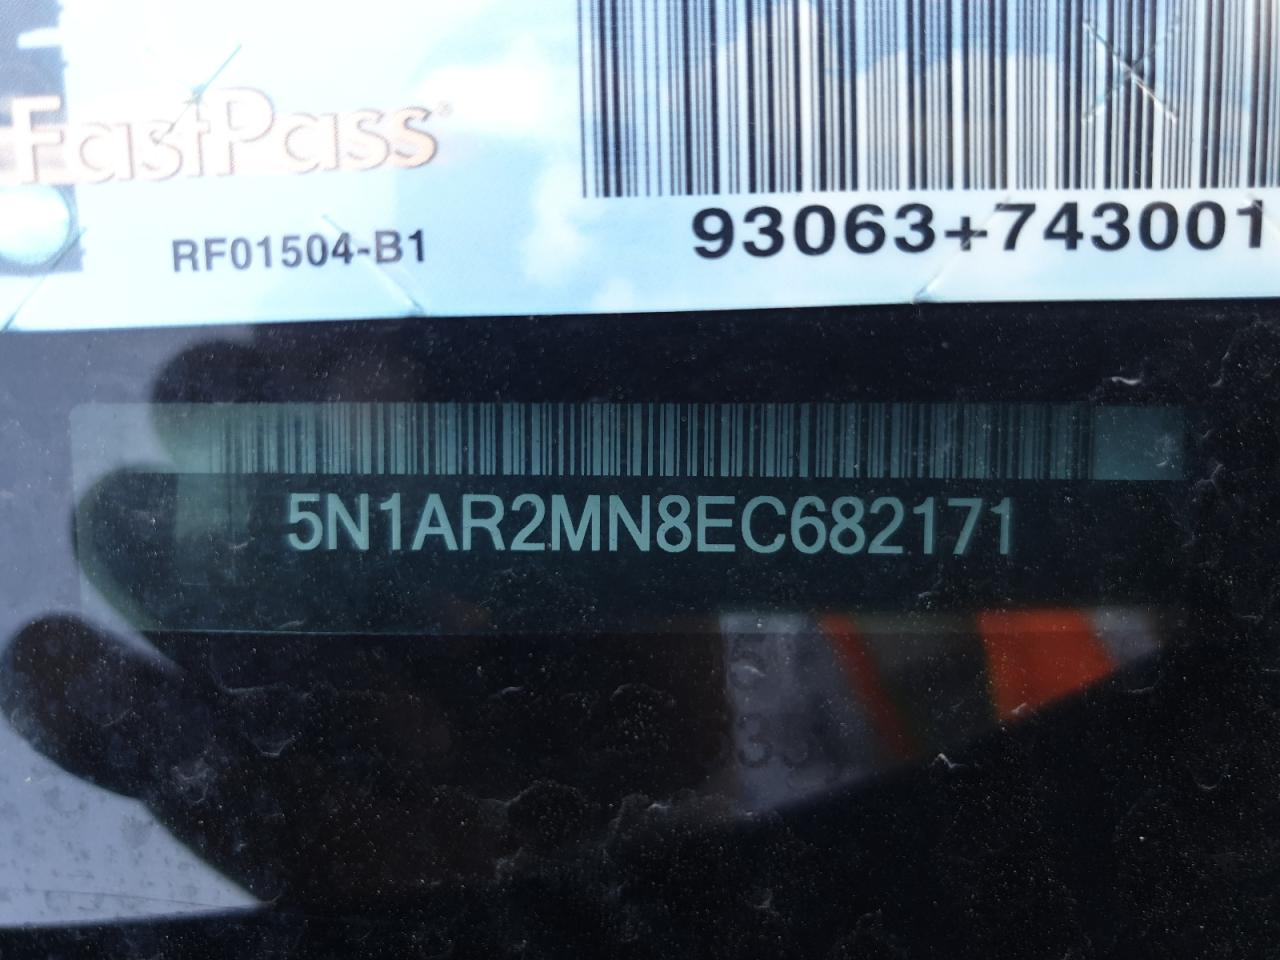 FastPass®
RF01504-B1
93063+743001
5N1AR2MN8EC682171